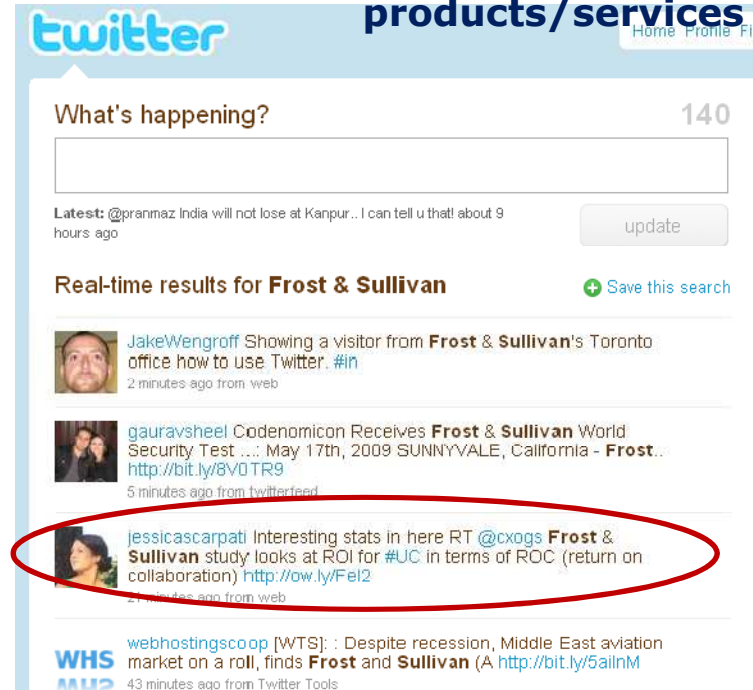 products/services
twitter
Home Profile Fi
What's happening?
140
Latest: @pranmaz India will not lose at Kanpur.. I can tell u that! about 9
hours ago
update
Real-time results for Frost & Sullivan
Save this search
JakeWengroff Showing a visitor from Frost & Sullivan's Toronto
office how to use Twitter. #in
2 minutes ago from web
gauravsheel Codenomicon Receives Frost & Sullivan World
Security Test ...: May 17th, 2009 SUNNYVALE, California - Frost..
http://bit.ly/8V0TR9
5 minutes ago from twitterfeed
jessicascarpati Interesting stats in here RT @cxogs Frost &
Sullivan study looks at ROI for #UC in terms of ROC (return on
collaboration) http://ow.ly/FeI2
21 minutes ago from web
webhostingscoop [WTS]: : Despite recession, Middle East aviation
WHS market on a roll, finds Frost and Sullivan (A http://bit.ly/5ailnM
43 minutes ago from Twitter Tools